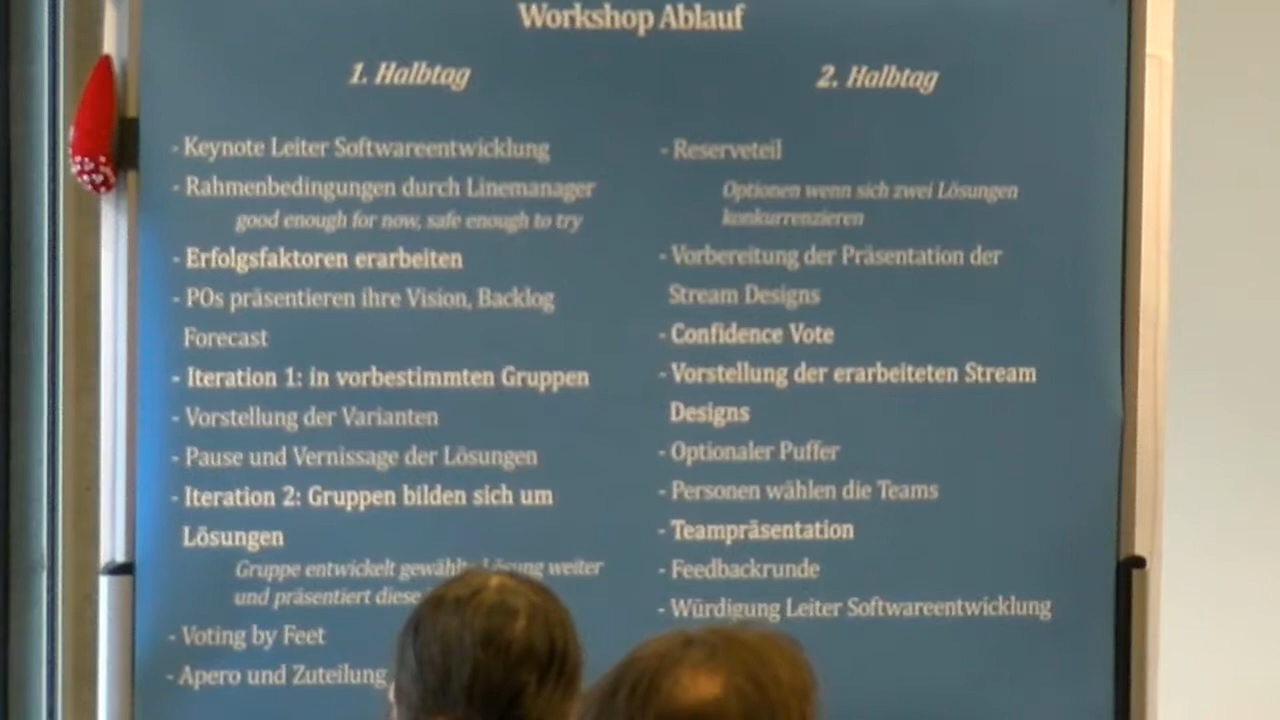 Workshop Ablauf
1. Halbtag
- Keynote Leiter Softwareentwicklung
- Rahmenbedingungen durch Linemanager
good enough for now, safe enough to try
- Erfolgsfaktoren erarbeiten
- POs präsentieren ihre Vision, Backlog
Forecast
- Iteration 1: in vorbestimmten Gruppen
- Vorstellung der Varianten
- Pause und Vernissage der Lösungen
- Iteration 2: Gruppen bilden sich um
Lösungen
Gruppe entwickelt weiter
und präsentiert diese
- Voting by Feet
- Apero und Zuteilung
2. Halbtag
- Reserveteil
Optionen wenn sich zwei Lösungen
konkurrenzieren
- Vorbereitung der Präsentation der
Stream Designs
- Confidence Vote
- Vorstellung der erarbeiteten Stream
Designs
- Optionaler Puffer
- Personen wählen die Teams
- Teampräsentation
- Feedbackrunde
- Würdigung Leiter Softwareentwicklung